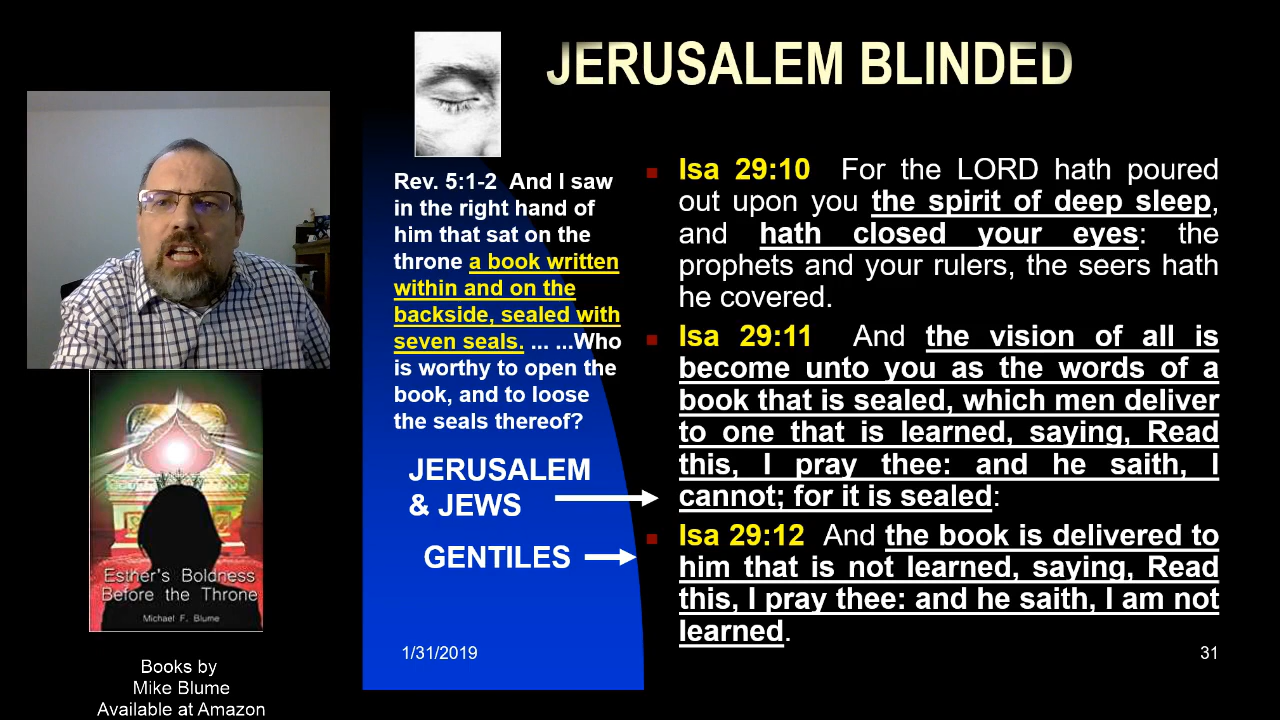 JERUSALEM BLINDED
Rev. 5:1-2 And I saw
in the right hand of
him that sat on the
throne a book written
within and on the
backside, sealed with
seven seals. ... ...Who
is worthy to open the
book, and to loose
the seals thereof?
JERUSALEM
& JEWS
GENTILES
1/31/2019
Isa 29:10 For the LORD hath poured
out upon you the spirit of deep sleep,
and hath closed your eyes: the
prophets and your rulers, the seers hath
he covered.
Isa 29:11 And the vision of all is
become unto you as the words of a
book that is sealed, which men deliver
to one that is learned, saying, Read
this, I pray thee: and he saith, I
cannot; for it is sealed:
Isa 29:12 And the book is delivered to
him that is not learned, saying, Read
this, I pray thee: and he saith, I am not
learned.
31
Esther's Boldness
Before the Throne
Michael F. Blume
Books by
Mike Blume
Available at Amazon